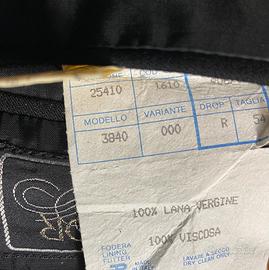 25410 1610
MODELLO VARIANTE DROP TAGLIA
3840 000 R 54
100% LANA VERGINE
100% VISCOSA
FODERA
LINING
FUTTER
MADE
LAVARE A SECCO
DRY CLEAN ONLY